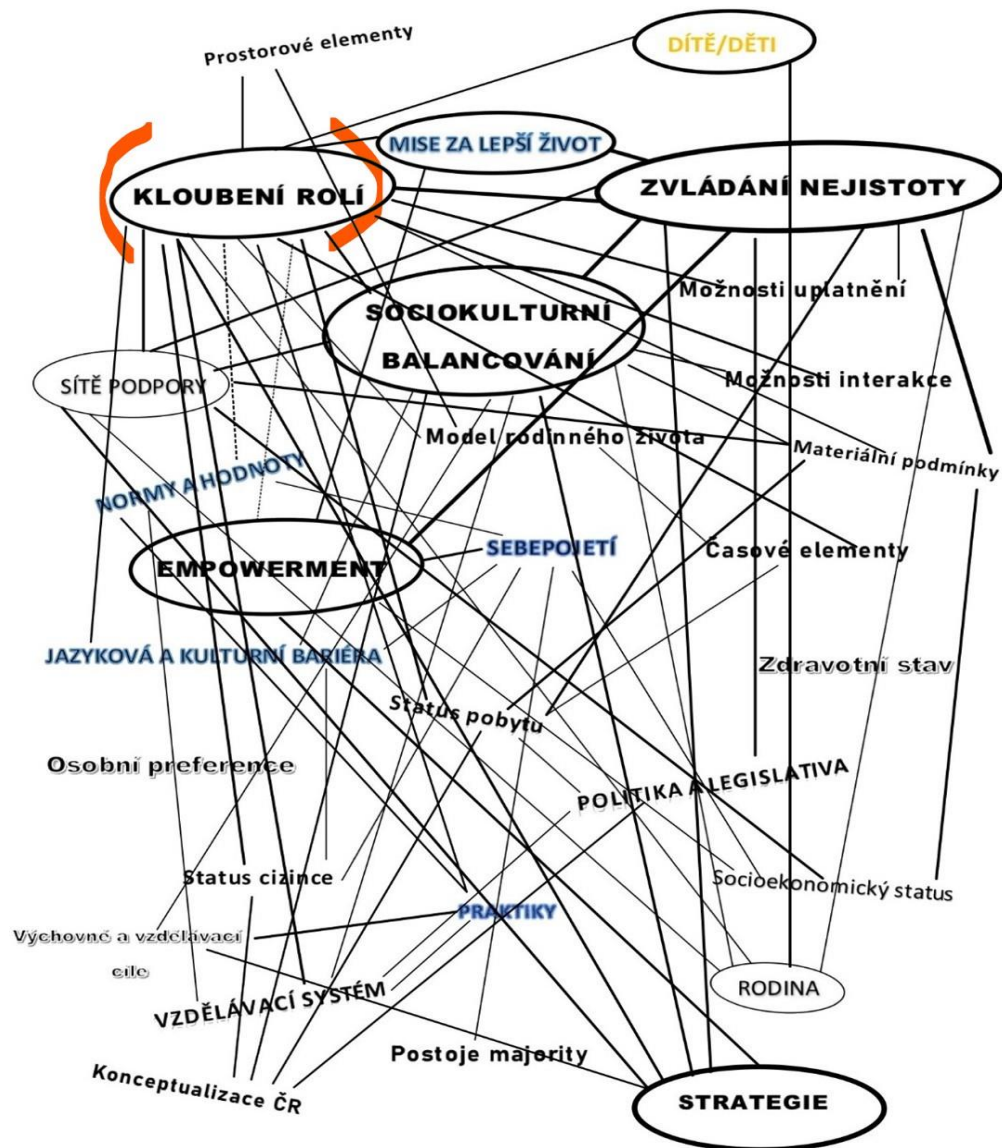 Prostorové elementy
DÍTĚ/DĚTI
MISE ZA LEPŠÍ ŽIVOT
KLOUBENÍ ROLÍ
ZVLÁDÁNÍ NEJISTOTY
Možnosti uplatnění
SOCIOKULTURNÍ
BALANCOVÁNÍ
SÍTĚ PODPORY
Možnosti interakce
Model rodinného života
Materiální podmínky
NORMY A HODNOTY
SEBEPOJETÍ
Časové elementy
EMPOWERMENT
JAZYKOVÁ A KULTURNÍ BARIÉRA
Zdravotní stav
Status pobytu
Osobní preference
POLITIKA A LEGISLATIVA
Status cizince
Socioekonomický status
PRAKTIKY
Výchovné a vzdělávací
cíle
VZDĚLÁVACÍ SYSTÉM
RODINA
Postoje majority
Konceptualizace ČR
STRATEGIE